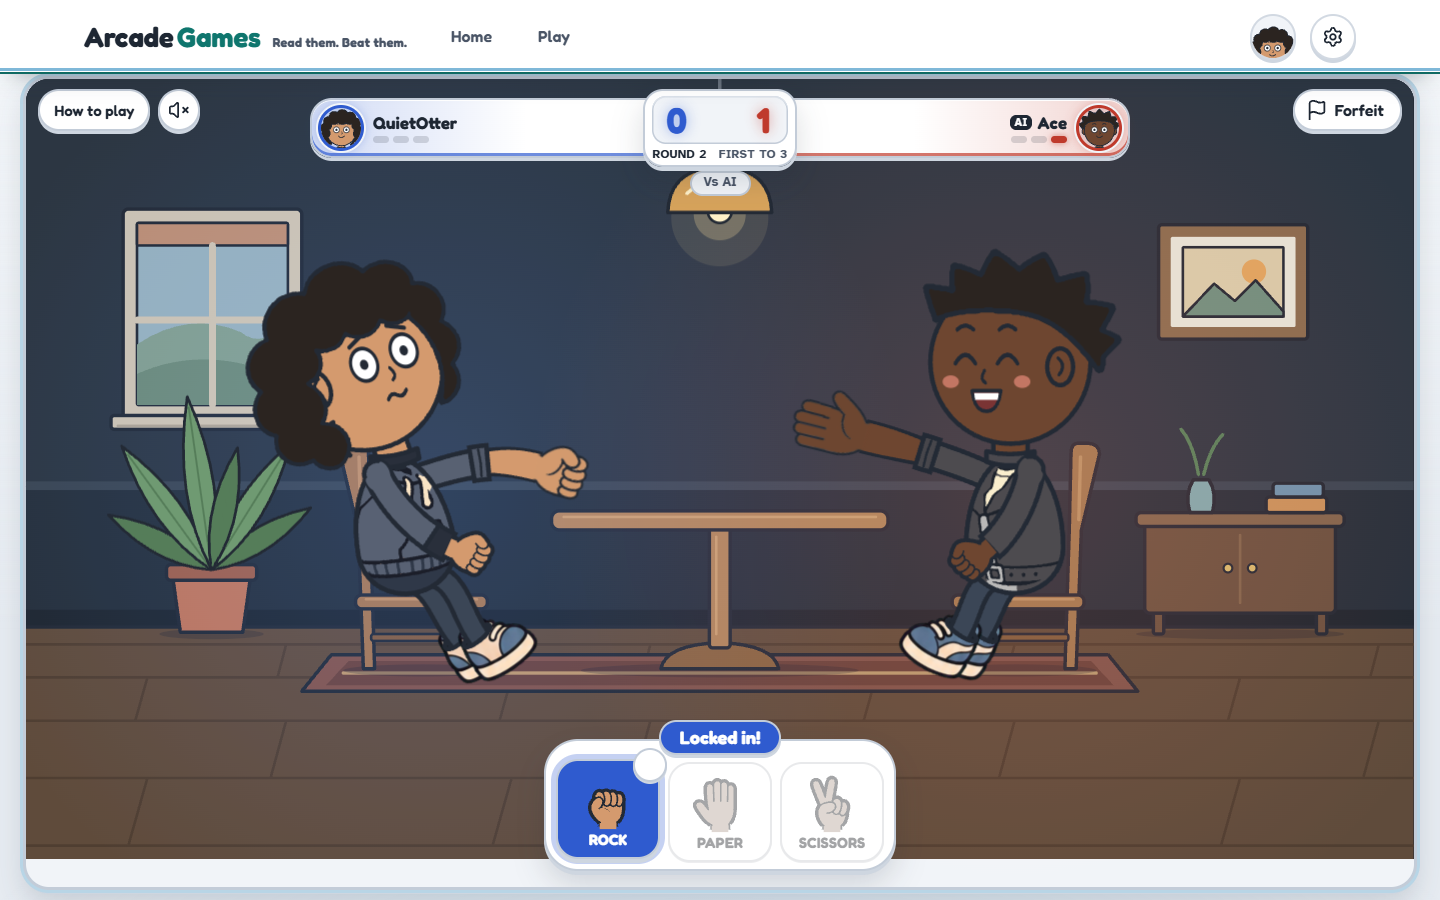 Arcade Games Read them. Beat them. Home Play
How to play
QuietOtter
0 1
ROUND 2 FIRST TO 3
AI Ace
Forfeit
Vs AI
Locked in!
ROCK
PAPER
SCISSORS